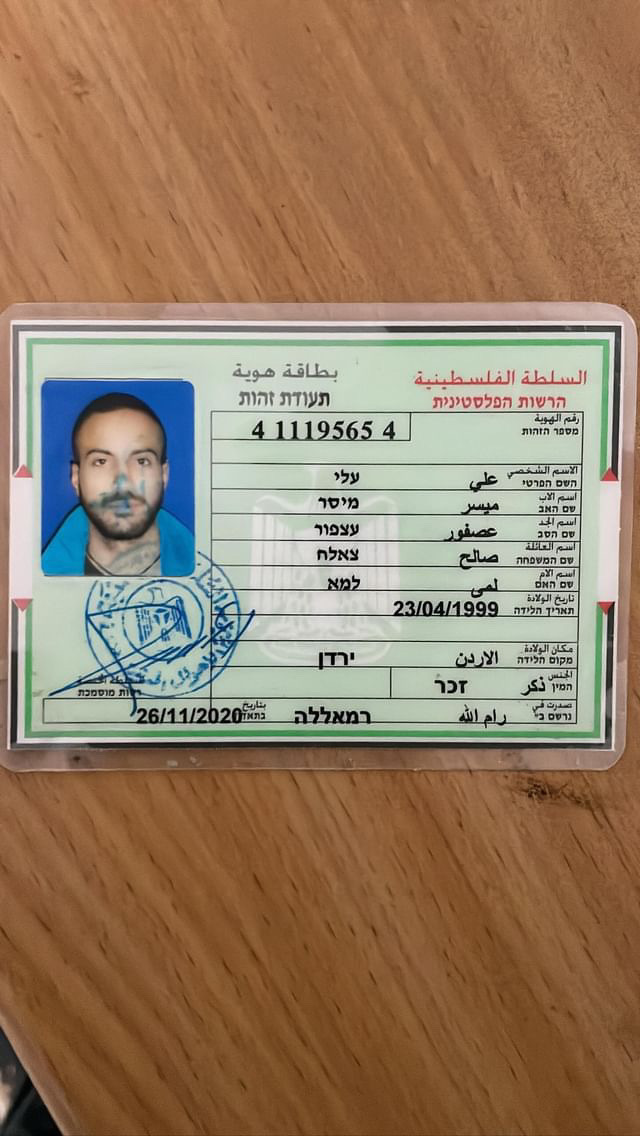 السلطة الفلسطينية بطاقة هوية
הרשות הפלסטינית תעודת זהות
رقم الهوية 4 1119565 4
מספר הזהות
الاسم الشخصي علي עלי
השם הפרטי
اسم الاب ميسر מיסר
שם האב
اسم الجد عصفور עצפור
שם הסב
اسم العائلة صالح צאלח
שם המשפחה
اسم الام لمى למא
שם האם
تاريخ الولادة 23/04/1999
תאריך הלידה
مكان الولادة الاردن ירדן
מקום הלידה
الجنس ذكر זכר
המין
صدرت في رام الله רמאללה بتاريخ 26/11/2020
נרשם ב־ בתאריך
רשות מוסמכת